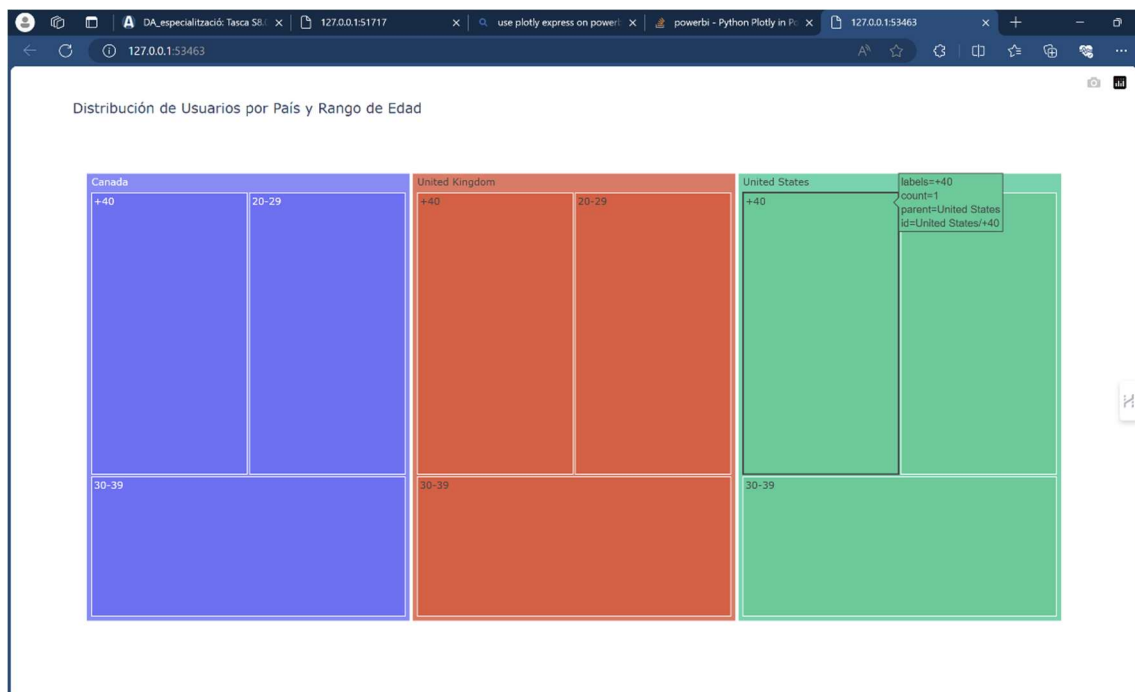 DA_especialització: Tasca S8.
127.0.0.1:51717
use plotly express on power
powerbi - Python Plotly in P
127.0.0.1:53463
127.0.0.1:53463
Distribución de Usuarios por País y Rango de Edad
Canada
+40
20-29
30-39
United Kingdom
+40
20-29
30-39
United States
+40
30-39
labels=+40
count=1
parent=United States
id=United States/+40